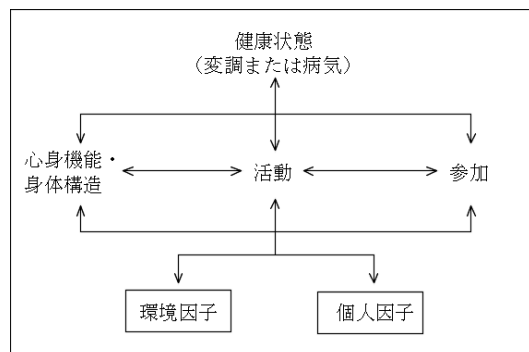 健康状態
（変調または病気）
心身機能・
身体構造
活動
参加
環境因子
個人因子